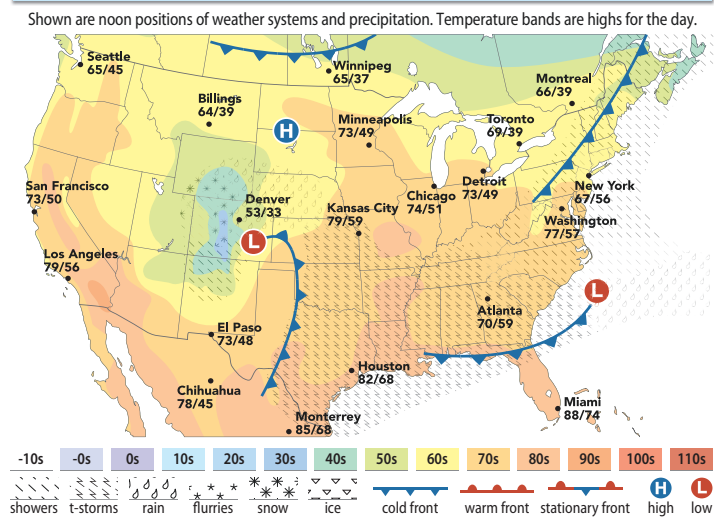 Shown are noon positions of weather systems and precipitation. Temperature bands are highs for the day.
Seattle
65/45
Winnipeg
65/37
Montreal
66/39
Billings
64/39
H
Minneapolis
73/49
Toronto
69/39
San Francisco
73/50
Denver
53/33
Kansas City
79/59
Chicago
74/51
Detroit
73/49
New York
67/56
Washington
77/57
L
Los Angeles
79/56
L
Atlanta
70/59
El Paso
73/48
Houston
82/68
Chihuahua
78/45
Miami
88/74
Monterrey
85/68
-10s -0s 0s 10s 20s 30s 40s 50s 60s 70s 80s 90s 100s 110s
H L
showers t-storms rain flurries snow ice cold front warm front stationary front high low